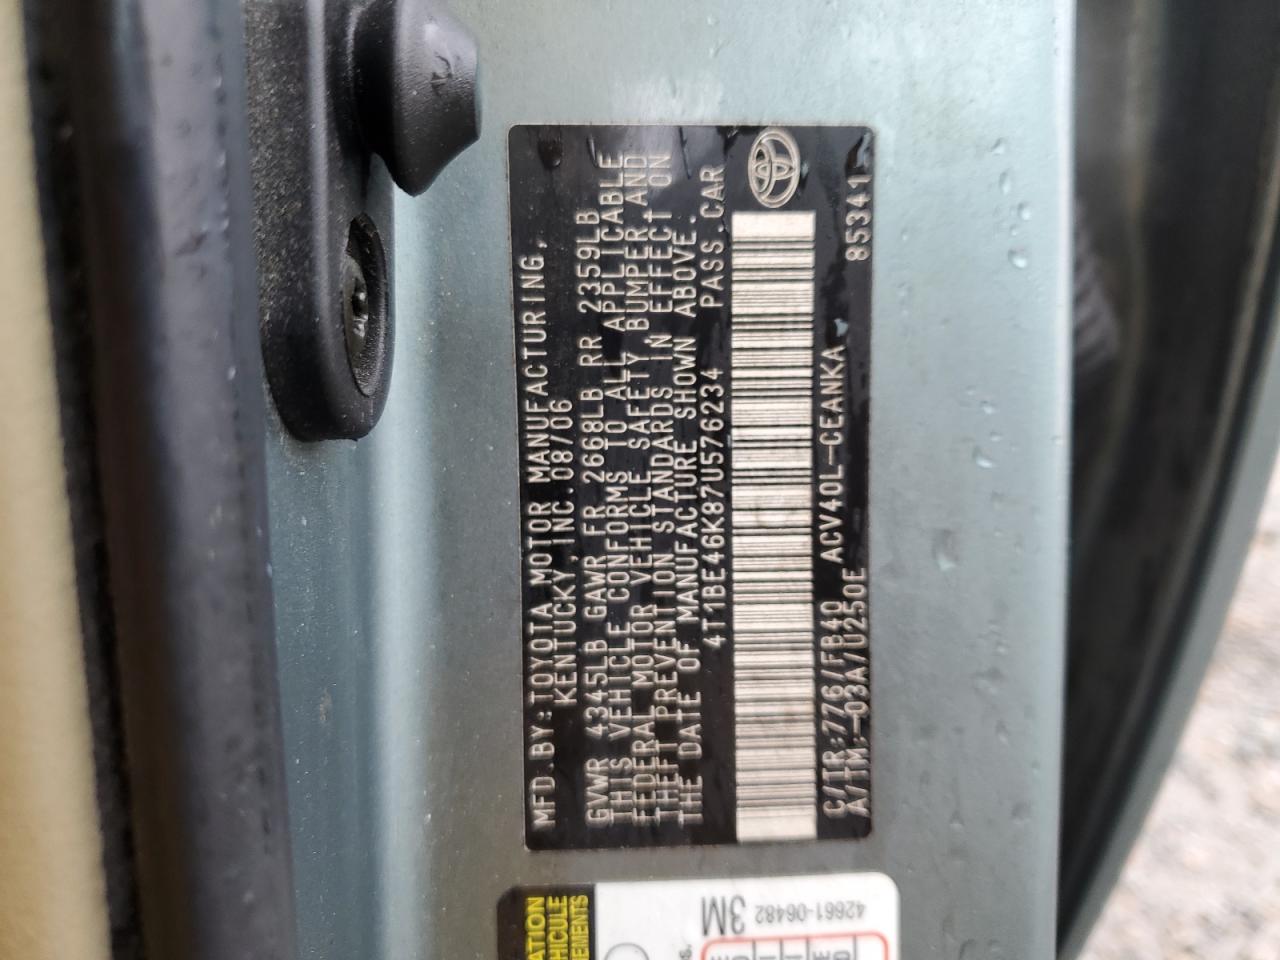 MFD.BY:TOYOTA MOTOR MANUFACTURING,
KENTUCKY,INC.08/06
GVWR 4345LB GAWR FR 2668LB RR 2359LB
THIS VEHICLE CONFORMS TO ALL APPLICABLE
FEDERAL MOTOR VEHICLE SAFETY, BUMPER, AND
THEFT PREVENTION STANDARDS IN EFFECT ON
THE DATE OF MANUFACTURE SHOWN ABOVE.
4T1BE46K87U576234 PASS.CAR
C/TR:776/FB40 ACV40L-CEANKA 85341
A/TM:-03A/U250E
3M
42661-06482